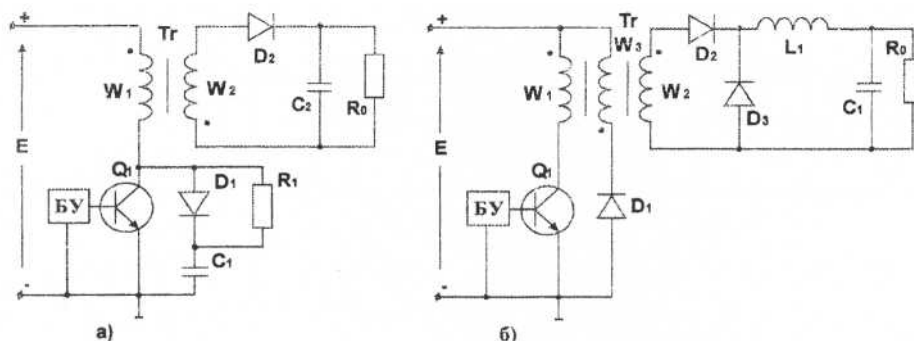 +
Tr
W₁
W₂
D₂
C₂
R₀
E
Q₁
БУ
D₁
R₁
C₁
-
а)
+
Tr
W₃
W₁
W₂
D₂
L₁
D₃
C₁
R₀
E
Q₁
БУ
D₁
-
б)